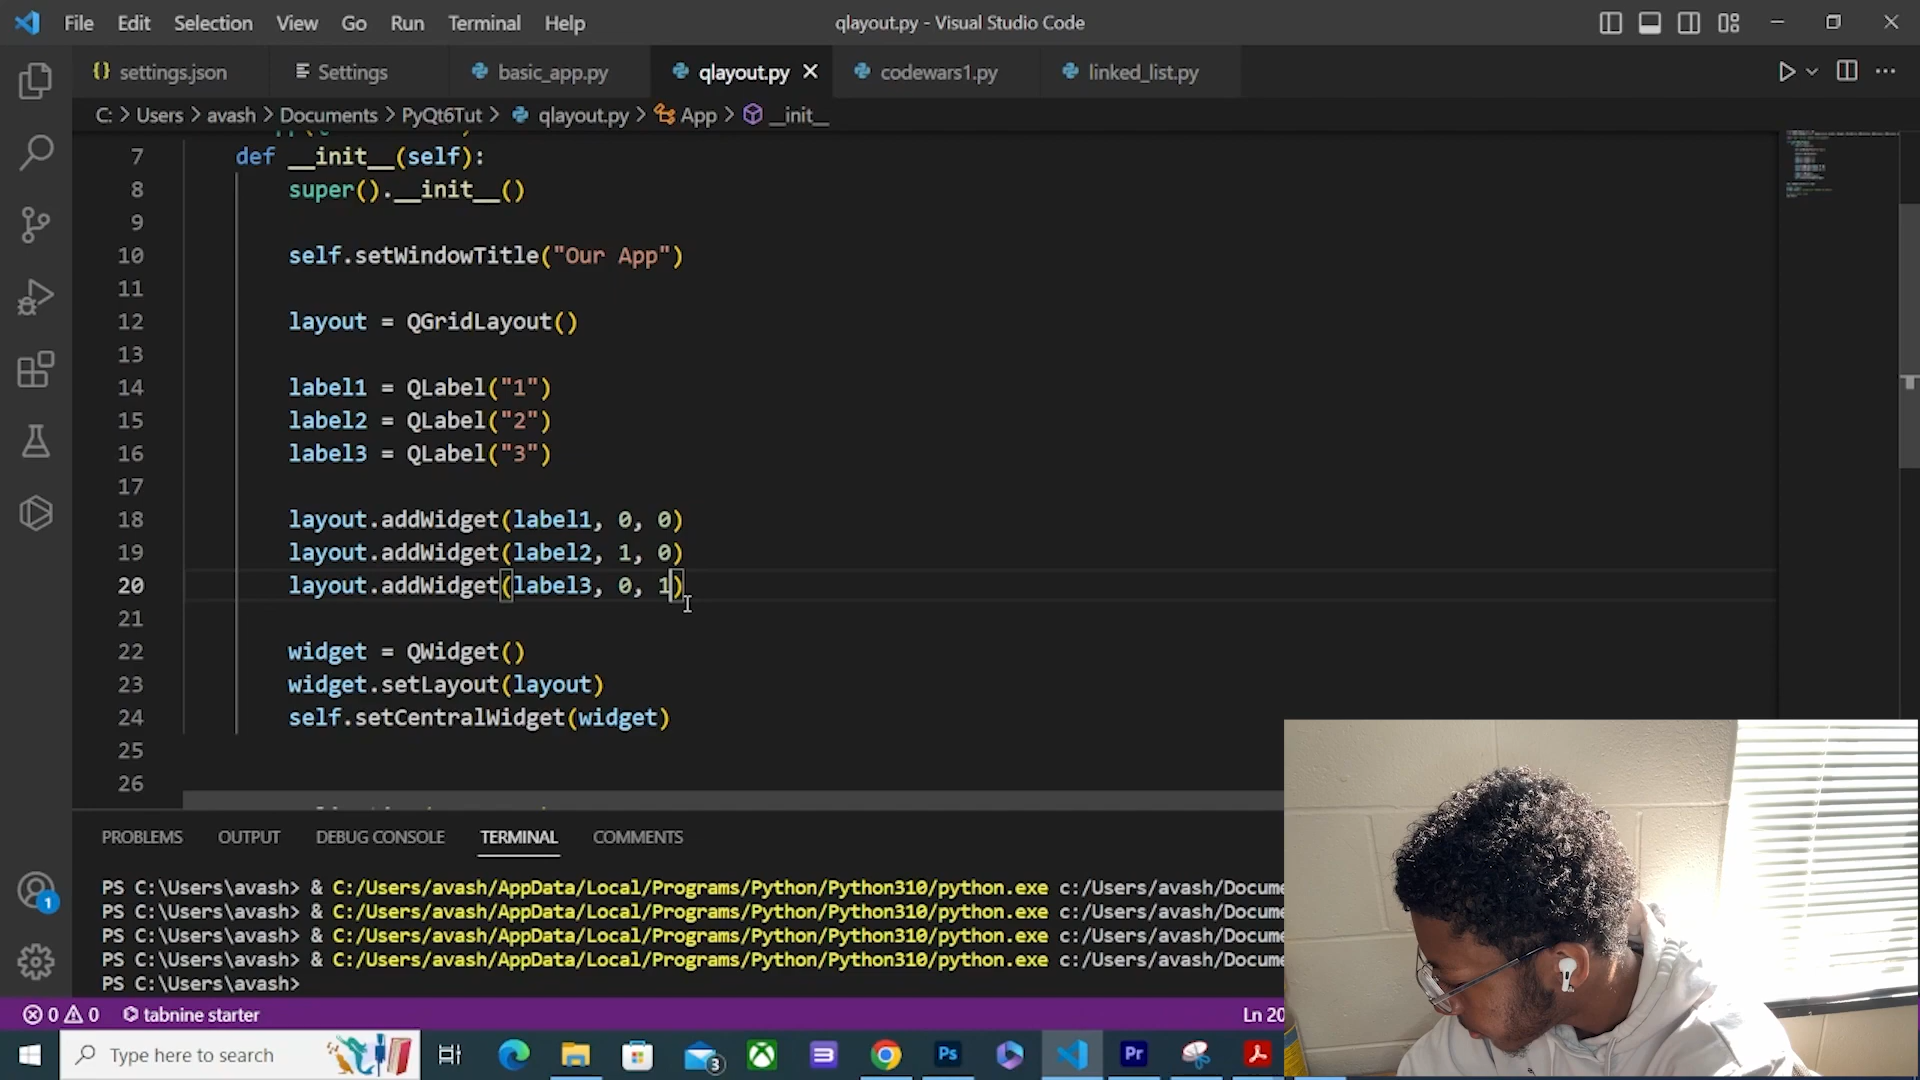 File Edit Selection View Go Run Terminal Help
qlayout.py - Visual Studio Code
{} settings.json
Settings
basic_app.py
qlayout.py
codewars1.py
linked_list.py
C: > Users > avash > Documents > PyQt6Tut > qlayout.py > App > __init__
7 def __init__(self):
8 super().__init__()
9
10 self.setWindowTitle("Our App")
11
12 layout = QGridLayout()
13
14 label1 = QLabel("1")
15 label2 = QLabel("2")
16 label3 = QLabel("3")
17
18 layout.addWidget(label1, 0, 0)
19 layout.addWidget(label2, 1, 0)
20 layout.addWidget(label3, 0, 1)
21
22 widget = QWidget()
23 widget.setLayout(layout)
24 self.setCentralWidget(widget)
25
26
PROBLEMS OUTPUT DEBUG CONSOLE TERMINAL COMMENTS
PS C:\Users\avash> & C:/Users/avash/AppData/Local/Programs/Python/Python310/python.exe c:/Users/avash/Docume
PS C:\Users\avash> & C:/Users/avash/AppData/Local/Programs/Python/Python310/python.exe c:/Users/avash/Docume
PS C:\Users\avash> & C:/Users/avash/AppData/Local/Programs/Python/Python310/python.exe c:/Users/avash/Docume
PS C:\Users\avash> & C:/Users/avash/AppData/Local/Programs/Python/Python310/python.exe c:/Users/avash/Docume
PS C:\Users\avash>
1
0 0 tabnine starter
Ln 20
Type here to search
3
Ps
Pr